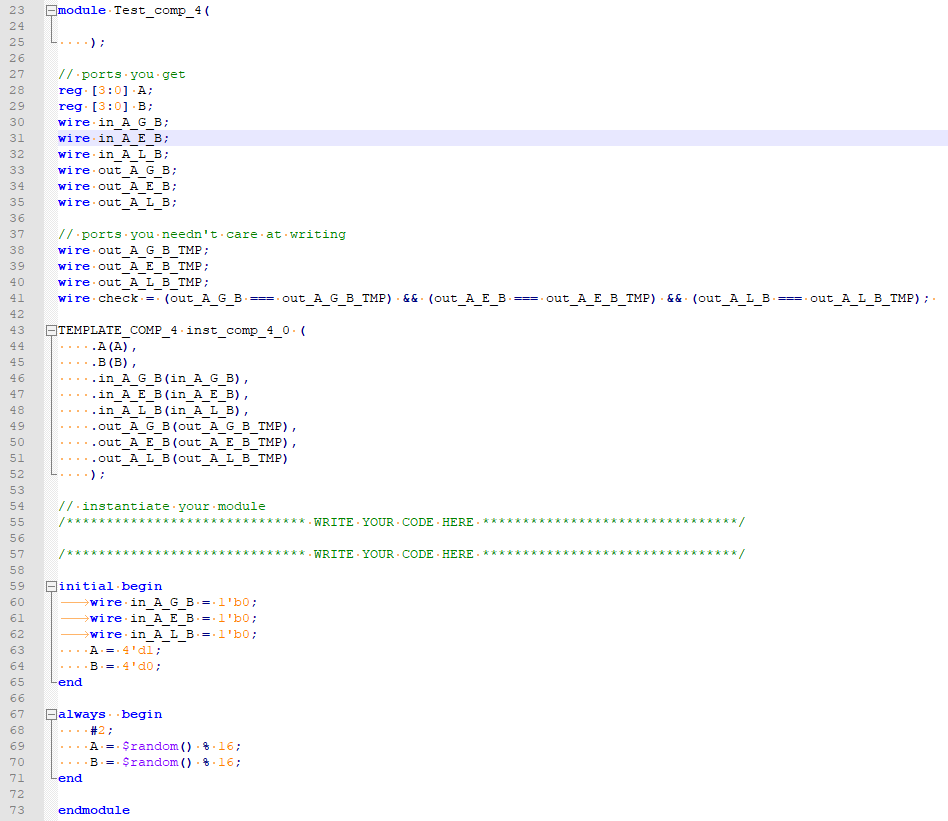 23 module Test_comp_4(
24
25     );
26
27 // ports you get
28 reg [3:0] A;
29 reg [3:0] B;
30 wire in_A_G_B;
31 wire in_A_E_B;
32 wire in_A_L_B;
33 wire out_A_G_B;
34 wire out_A_E_B;
35 wire out_A_L_B;
36
37 // ports you needn't care at writing
38 wire out_A_G_B_TMP;
39 wire out_A_E_B_TMP;
40 wire out_A_L_B_TMP;
41 wire check = (out_A_G_B === out_A_G_B_TMP) && (out_A_E_B === out_A_E_B_TMP) && (out_A_L_B === out_A_L_B_TMP);
42
43 TEMPLATE_COMP_4 inst_comp_4_0 (
44     .A(A),
45     .B(B),
46     .in_A_G_B(in_A_G_B),
47     .in_A_E_B(in_A_E_B),
48     .in_A_L_B(in_A_L_B),
49     .out_A_G_B(out_A_G_B_TMP),
50     .out_A_E_B(out_A_E_B_TMP),
51     .out_A_L_B(out_A_L_B_TMP)
52     );
53
54 // instantiate your module
55 /****************************** WRITE YOUR CODE HERE ********************************/
56
57 /****************************** WRITE YOUR CODE HERE ********************************/
58
59 initial begin
60     wire in_A_G_B = 1'b0;
61     wire in_A_E_B = 1'b0;
62     wire in_A_L_B = 1'b0;
63     A = 4'd1;
64     B = 4'd0;
65 end
66
67 always  begin
68     #2;
69     A = $random() % 16;
70     B = $random() % 16;
71 end
72
73 endmodule